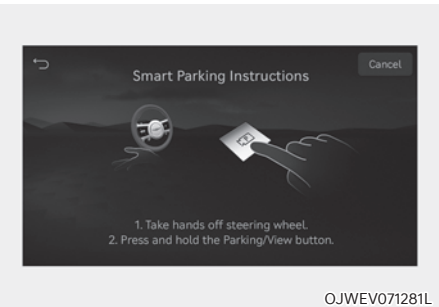 Smart Parking Instructions
Cancel
1. Take hands off steering wheel.
2. Press and hold the Parking/View button.
OJWEV071281L